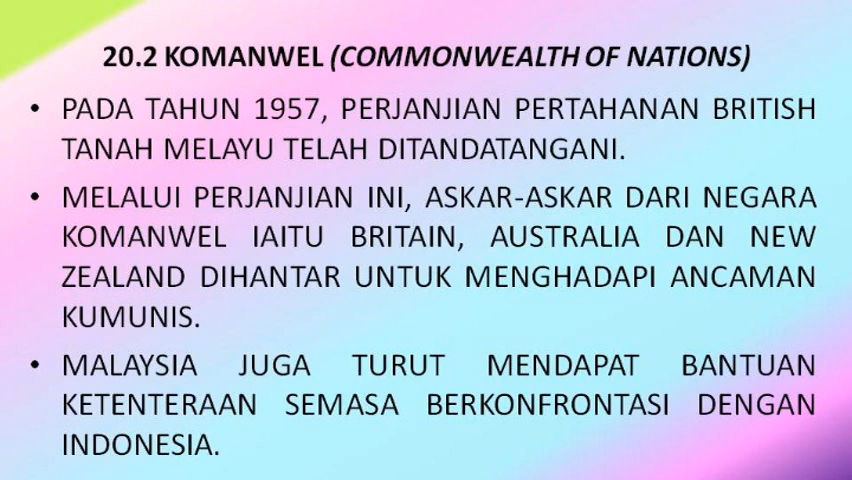 20.2 KOMANWEL (COMMONWEALTH OF NATIONS)
• PADA TAHUN 1957, PERJANJIAN PERTAHANAN BRITISH
TANAH MELAYU TELAH DITANDATANGANI.
• MELALUI PERJANJIAN INI, ASKAR-ASKAR DARI NEGARA
KOMANWEL IAITU BRITAIN, AUSTRALIA DAN NEW
ZEALAND DIHANTAR UNTUK MENGHADAPI ANCAMAN
KUMUNIS.
• MALAYSIA JUGA TURUT MENDAPAT BANTUAN
KETENTERAAN SEMASA BERKONFRONTASI DENGAN
INDONESIA.